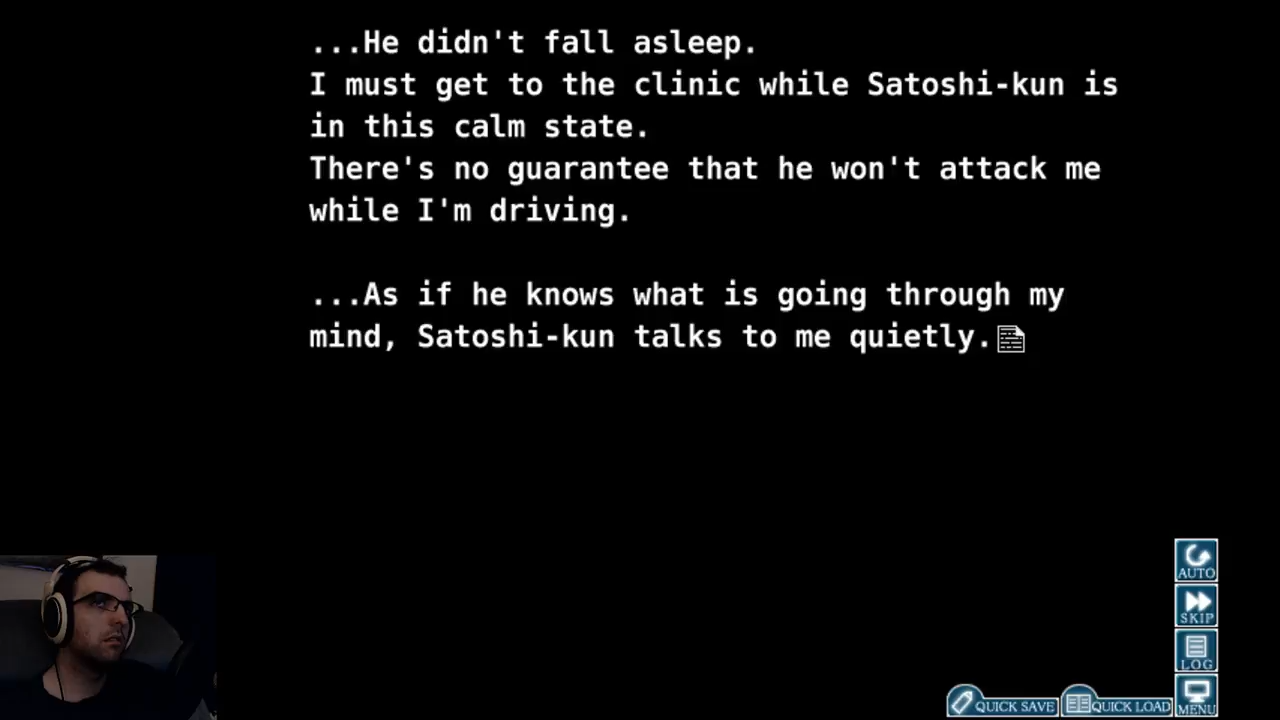 ...He didn't fall asleep.
I must get to the clinic while Satoshi-kun is
in this calm state.
There's no guarantee that he won't attack me
while I'm driving.
...As if he knows what is going through my
mind, Satoshi-kun talks to me quietly.
AUTO
SKIP
LOG
MENU
QUICK SAVE
QUICK LOAD